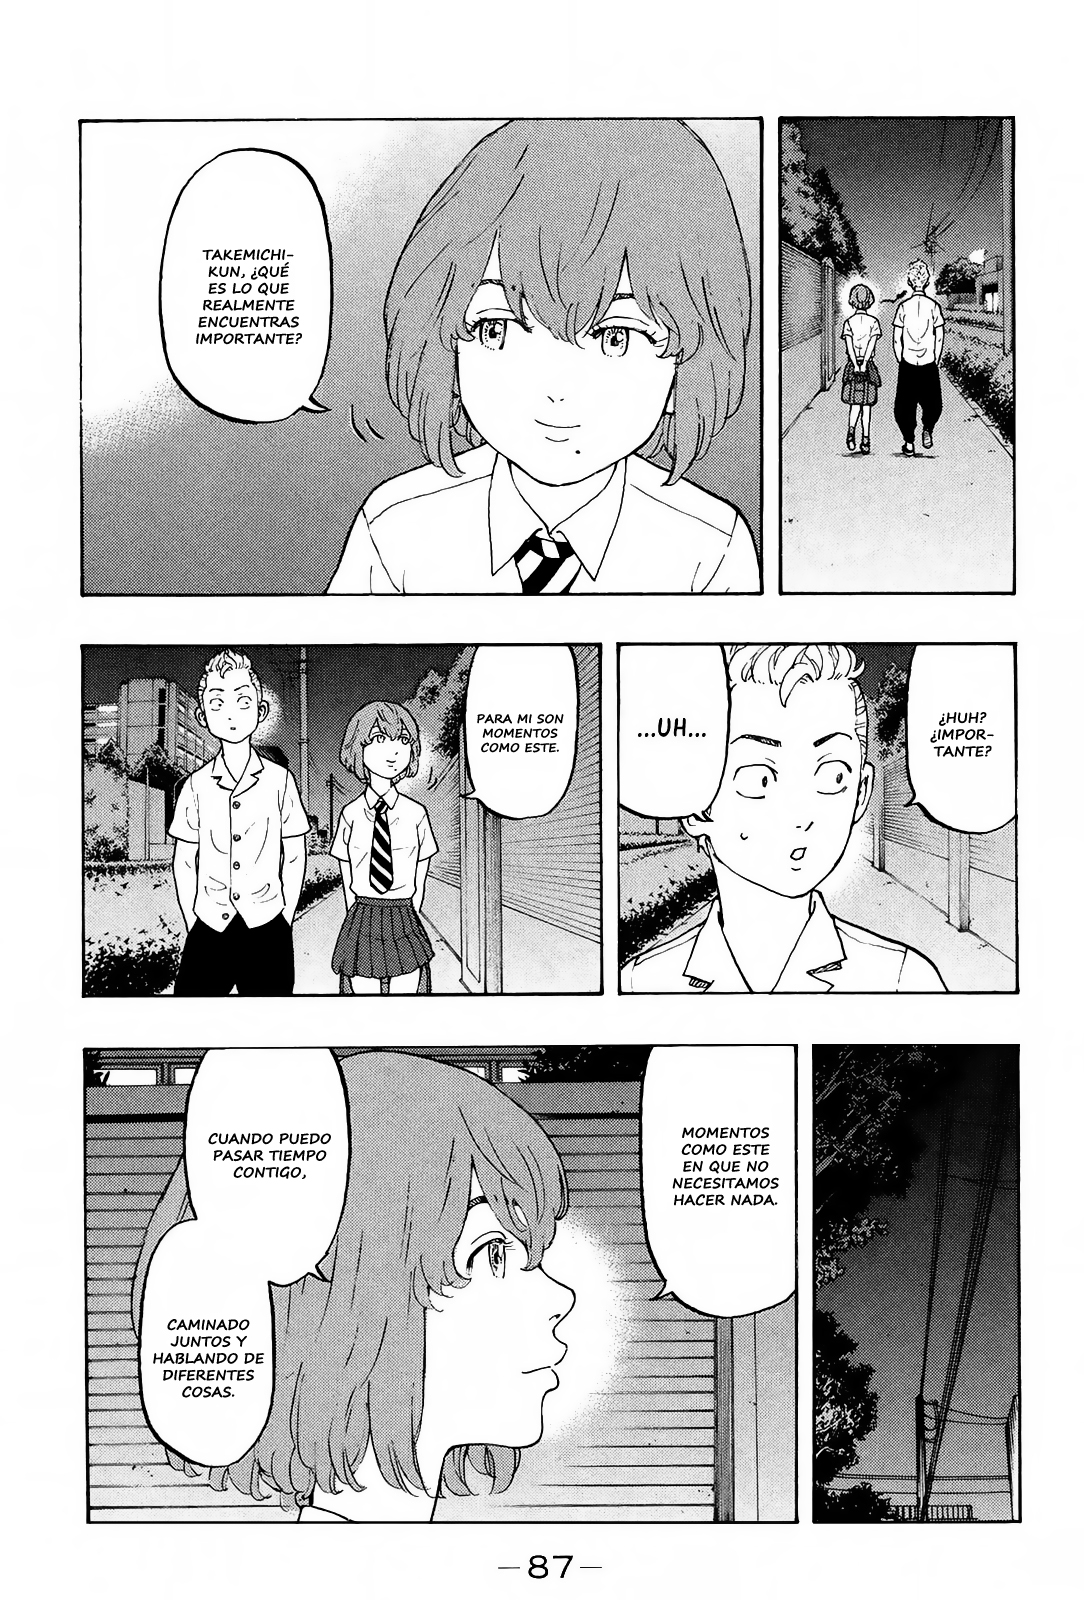 TAKEMICHI-
KUN, ¿QUÉ
ES LO QUE
REALMENTE
ENCUENTRAS
IMPORTANTE?
¿HUH?
¿IMPOR-
TANTE?
...UH...
PARA MI SON
MOMENTOS
COMO ESTE.
MOMENTOS
COMO ESTE
EN QUE NO
NECESITAMOS
HACER NADA.
CUANDO PUEDO
PASAR TIEMPO
CONTIGO,
CAMINADO
JUNTOS Y
HABLANDO DE
DIFERENTES
COSAS.
—87—